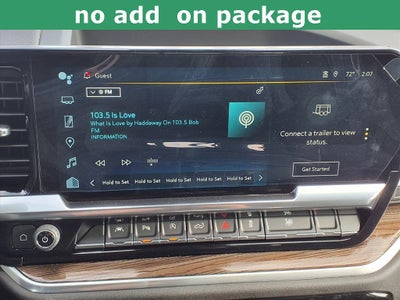 no add on package
Guest
72°
2:07
FM
103.5 Is Love
What Is Love by Haddaway On 103.5 Bob
FM
INFORMATION
Connect a trailer to view
status.
Get Started
Hold to Set Hold to Set Hold to Set Hold to Set Hold to Set